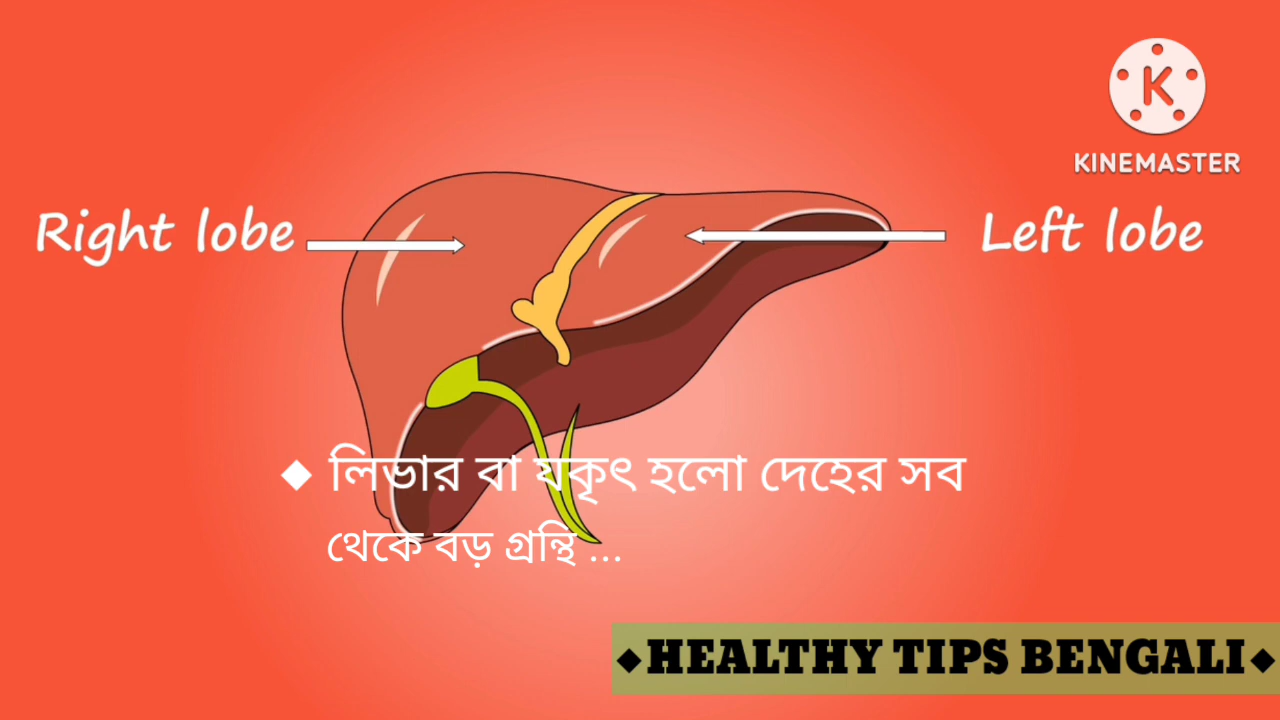 K
KINEMASTER
Right lobe
Left lobe
◆ লিভার বা যকৃৎ হলো দেহের সব
থেকে বড় গ্রন্থি ...
◆HEALTHY TIPS BENGALI◆